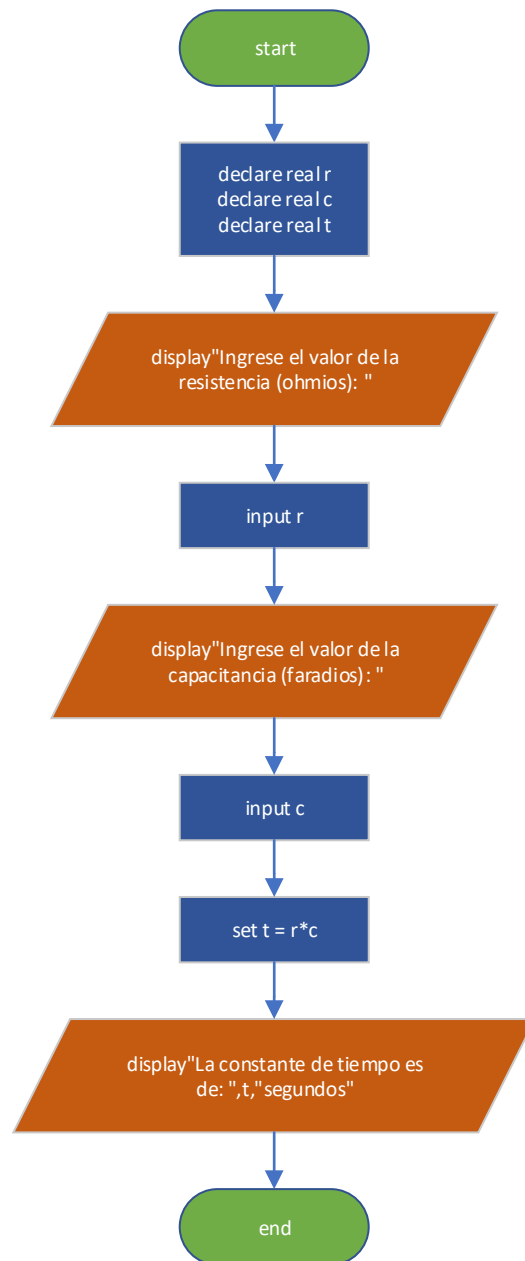 start
declare real r
declare real c
declare real t
display"Ingrese el valor de la
resistencia (ohmios): "
input r
display"Ingrese el valor de la
capacitancia (faradios): "
input c
set t = r*c
display"La constante de tiempo es
de: ",t,"segundos"
end